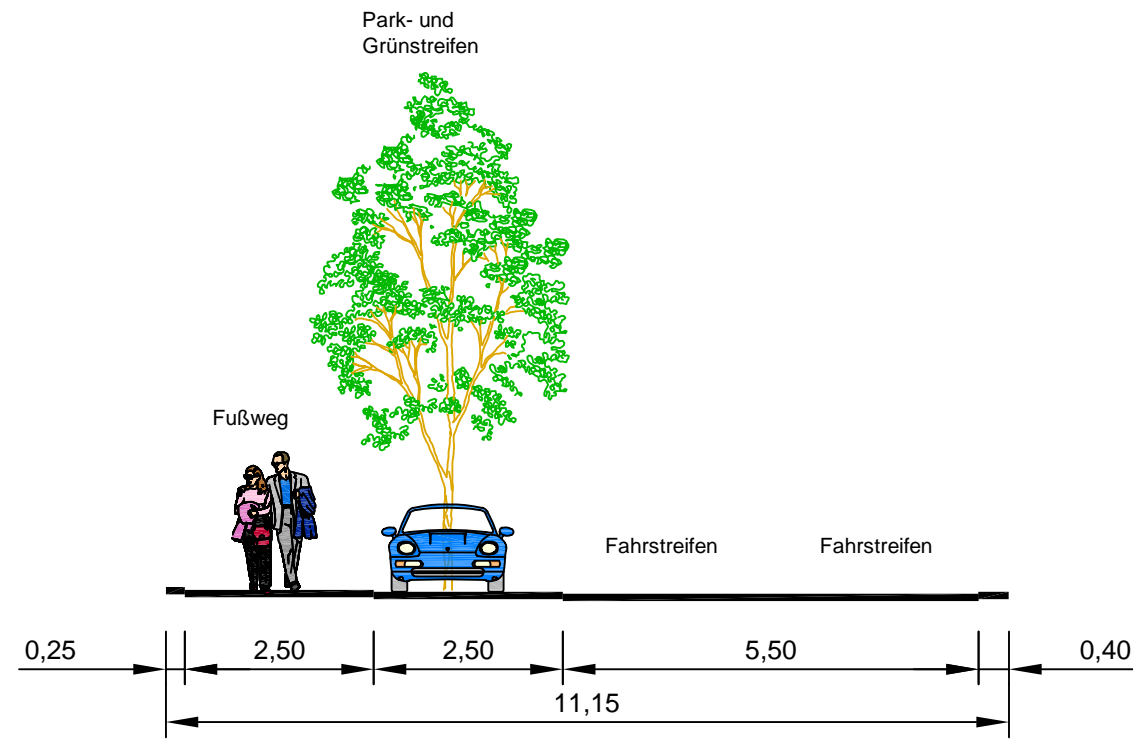 Park- und
Grünstreifen
Fußweg
Fahrstreifen Fahrstreifen
0,25 2,50 2,50 5,50 0,40
11,15